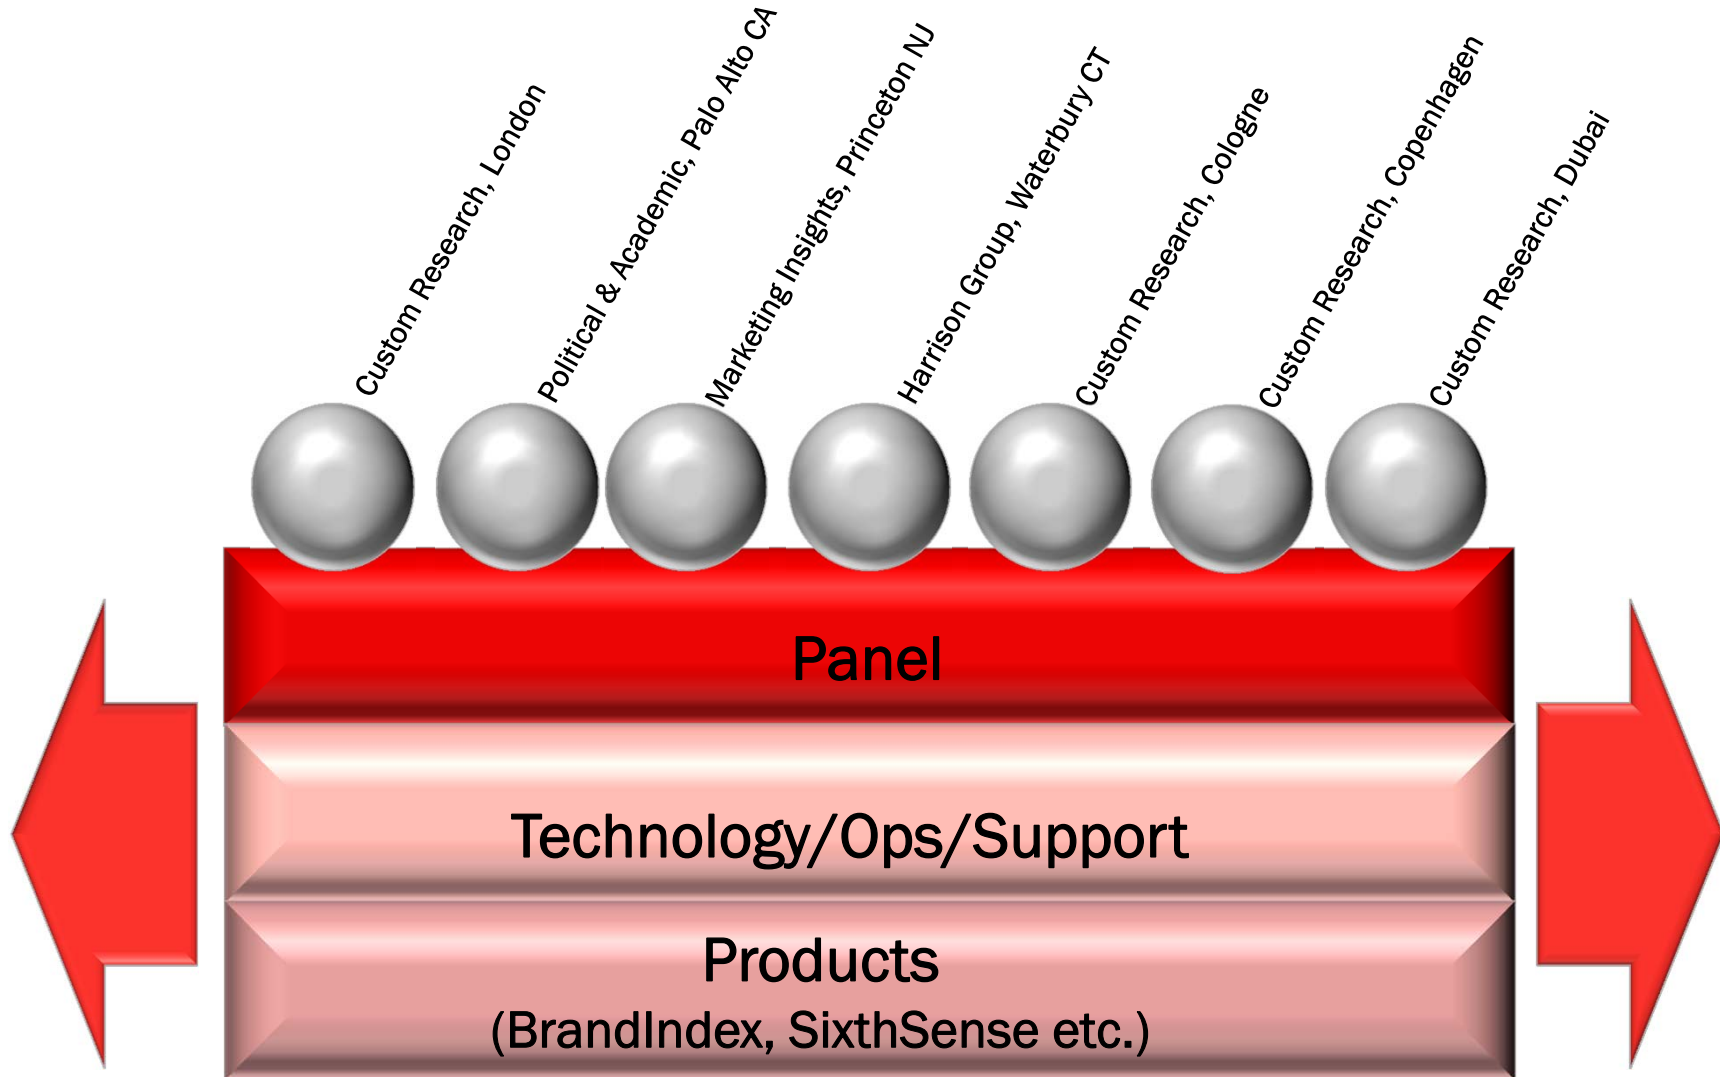 Custom Research, London
Political & Academic, Palo Alto CA
Marketing Insights, Princeton NJ
Harrison Group, Waterbury CT
Custom Research, Cologne
Custom Research, Copenhagen
Custom Research, Dubai
Panel
Technology/Ops/Support
Products
(BrandIndex, SixthSense etc.)